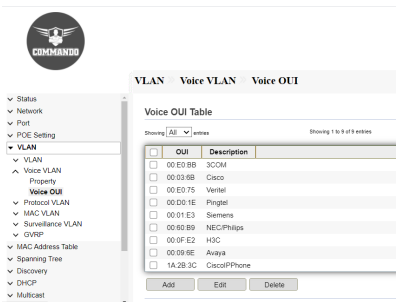 COMMANDO
VLAN Voice VLAN Voice OUI
Status
Network
Port
POE Setting
VLAN
VLAN
Voice VLAN
Property
Voice OUI
Protocol VLAN
MAC VLAN
Surveillance VLAN
GVRP
MAC Address Table
Spanning Tree
Discovery
DHCP
Multicast
Voice OUI Table
Showing All entries Showing 1 to 9 of 9 entries
OUI Description
00:E0:BB 3COM
00:03:6B Cisco
00:E0:75 Veritel
00:D0:1E Pingtel
00:01:E3 Siemens
00:60:B9 NEC/Philips
00:0F:E2 H3C
00:09:6E Avaya
1A:2B:3C CiscoIPPhone
Add Edit Delete